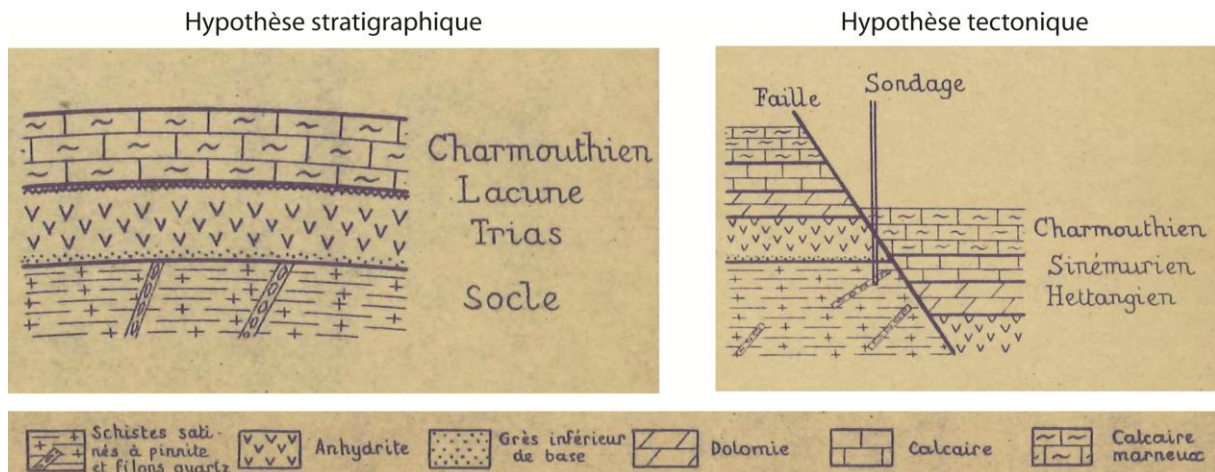 Hypothèse stratigraphique
Hypothèse tectonique
Charmouthien
Lacune
Trias
Socle
Faille
Sondage
Charmouthien
Sinémurien
Hettangien
Schistes sati-
nés à pinnite
et filons quartz
Anhydrite
Grès inférieur
de base
Dolomie
Calcaire
Calcaire
marneux